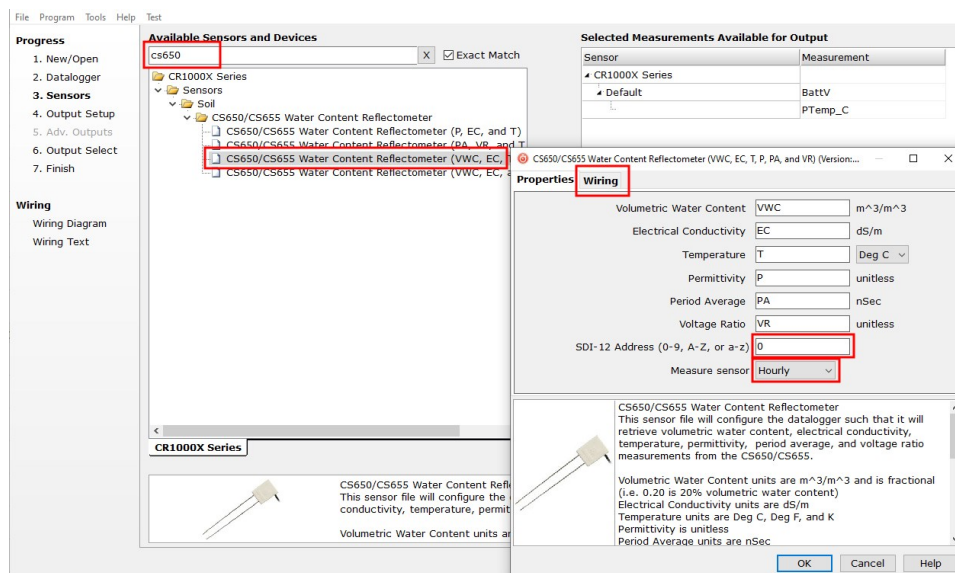 File Program Tools Help Test
Progress
1. New/Open
2. Datalogger
3. Sensors
4. Output Setup
5. Adv. Outputs
6. Output Select
7. Finish
Wiring
Wiring Diagram
Wiring Text
Available Sensors and Devices
cs650 X Exact Match
CR1000X Series
Sensors
Soil
CS650/CS655 Water Content Reflectometer
CS650/CS655 Water Content Reflectometer (P, EC, and T)
CS650/CS655 Water Content Reflectometer (PA, VR, and T
CS650/CS655 Water Content Reflectometer (VWC, EC,
CS650/CS655 Water Content Reflectometer (VWC, EC,
CR1000X Series
CS650/CS655 Water Content Refl
This sensor file will configure the
conductivity, temperature, permit
Volumetric Water Content units ar
Selected Measurements Available for Output
Sensor Measurement
CR1000X Series
Default BattV
PTemp_C
CS650/CS655 Water Content Reflectometer (VWC, EC, T, P, PA, and VR) (Version:...
Properties Wiring
Volumetric Water Content VWC m^3/m^3
Electrical Conductivity EC dS/m
Temperature T Deg C
Permittivity P unitless
Period Average PA nSec
Voltage Ratio VR unitless
SDI-12 Address (0-9, A-Z, or a-z) 0
Measure sensor Hourly
CS650/CS655 Water Content Reflectometer
This sensor file will configure the datalogger such that it will
retrieve volumetric water content, electrical conductivity,
temperature, permittivity, period average, and voltage ratio
measurements from the CS650/CS655.
Volumetric Water Content units are m^3/m^3 and is fractional
(i.e. 0.20 is 20% volumetric water content)
Electrical Conductivity units are dS/m
Temperature units are Deg C, Deg F, and K
Permittivity is unitless
Period Average units are nSec
OK Cancel Help